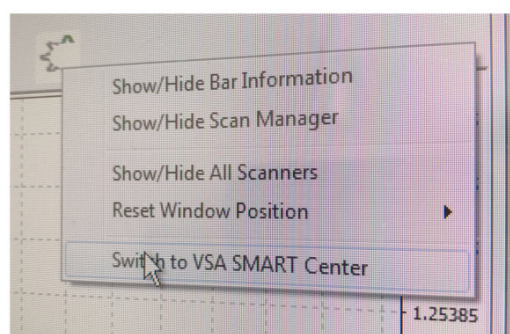 Show/Hide Bar Information
Show/Hide Scan Manager
Show/Hide All Scanners
Reset Window Position
Switch to VSA SMART Center
1.25385